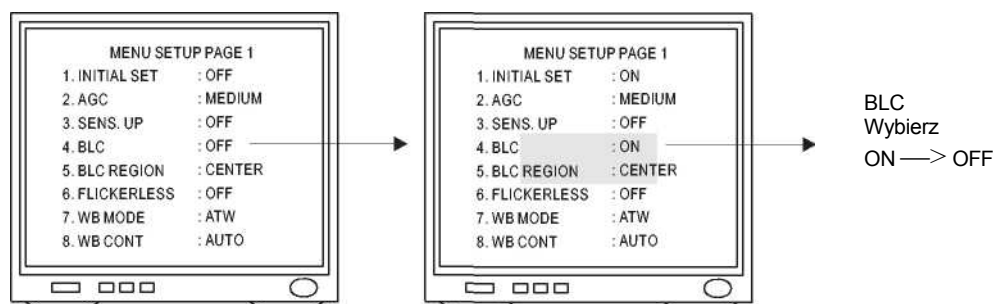 MENU SETUP PAGE 1
1. INITIAL SET : OFF
2. AGC : MEDIUM
3. SENS. UP : OFF
4. BLC : OFF
5. BLC REGION : CENTER
6. FLICKERLESS : OFF
7. WB MODE : ATW
8. WB CONT : AUTO
MENU SETUP PAGE 1
1. INITIAL SET : ON
2. AGC : MEDIUM
3. SENS. UP : OFF
4. BLC : ON
5. BLC REGION : CENTER
6. FLICKERLESS : OFF
7. WB MODE : ATW
8. WB CONT : AUTO
BLC
Wybierz
ON —> OFF